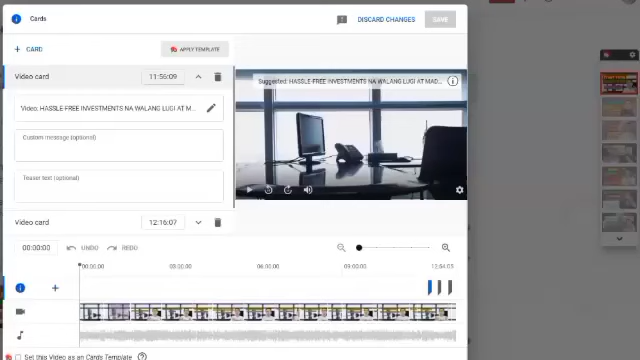 Cards
DISCARD CHANGES
SAVE
+ CARD
APPLY TEMPLATE
Video card
11:56:09
Video: HASSLE-FREE INVESTMENTS NA WALANG LUGI AT M...
Custom message (optional)
Teaser text (optional)
Suggested: HASSLE-FREE INVESTMENTS NA WALANG LUGI AT MAD...
Video card
12:16:07
00:00:00
UNDO
REDO
00:00:00
03:00:00
06:00:00
09:00:00
12:54:05
Set this Video as an Cards Template